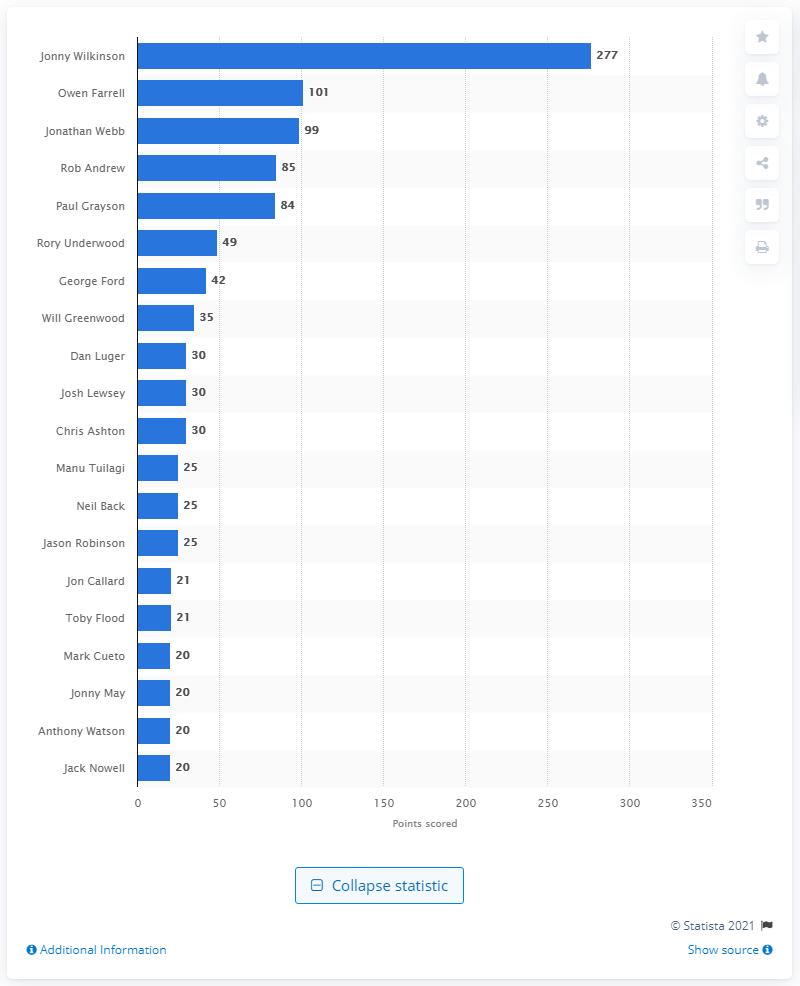 Jonny Wilkinson 277
Owen Farrell 101
Jonathan Webb 99
Rob Andrew 85
Paul Grayson 84
Rory Underwood 49
George Ford 42
Will Greenwood 35
Dan Luger 30
Josh Lewsey 30
Chris Ashton 30
Manu Tuilagi 25
Neil Back 25
Jason Robinson 25
Jon Callard 21
Toby Flood 21
Mark Cueto 20
Jonny May 20
Anthony Watson 20
Jack Nowell 20
0 50 100 150 200 250 300 350
Points scored
Collapse statistic
© Statista 2021
Additional Information
Show source